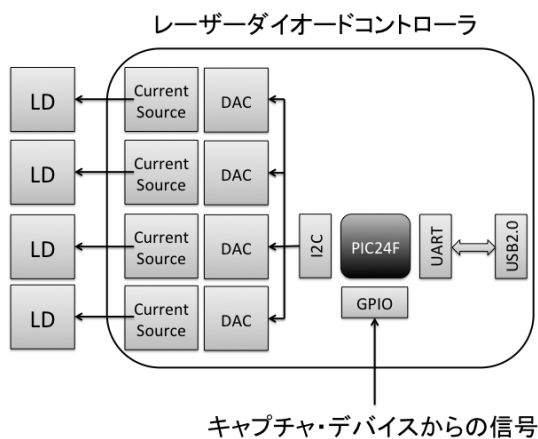 レーザーダイオードコントローラ
LD
Current
Source
DAC
LD
Current
Source
DAC
LD
Current
Source
DAC
I2C
PIC24F
UART
USB2.0
LD
Current
Source
DAC
GPIO
キャプチャ・デバイスからの信号